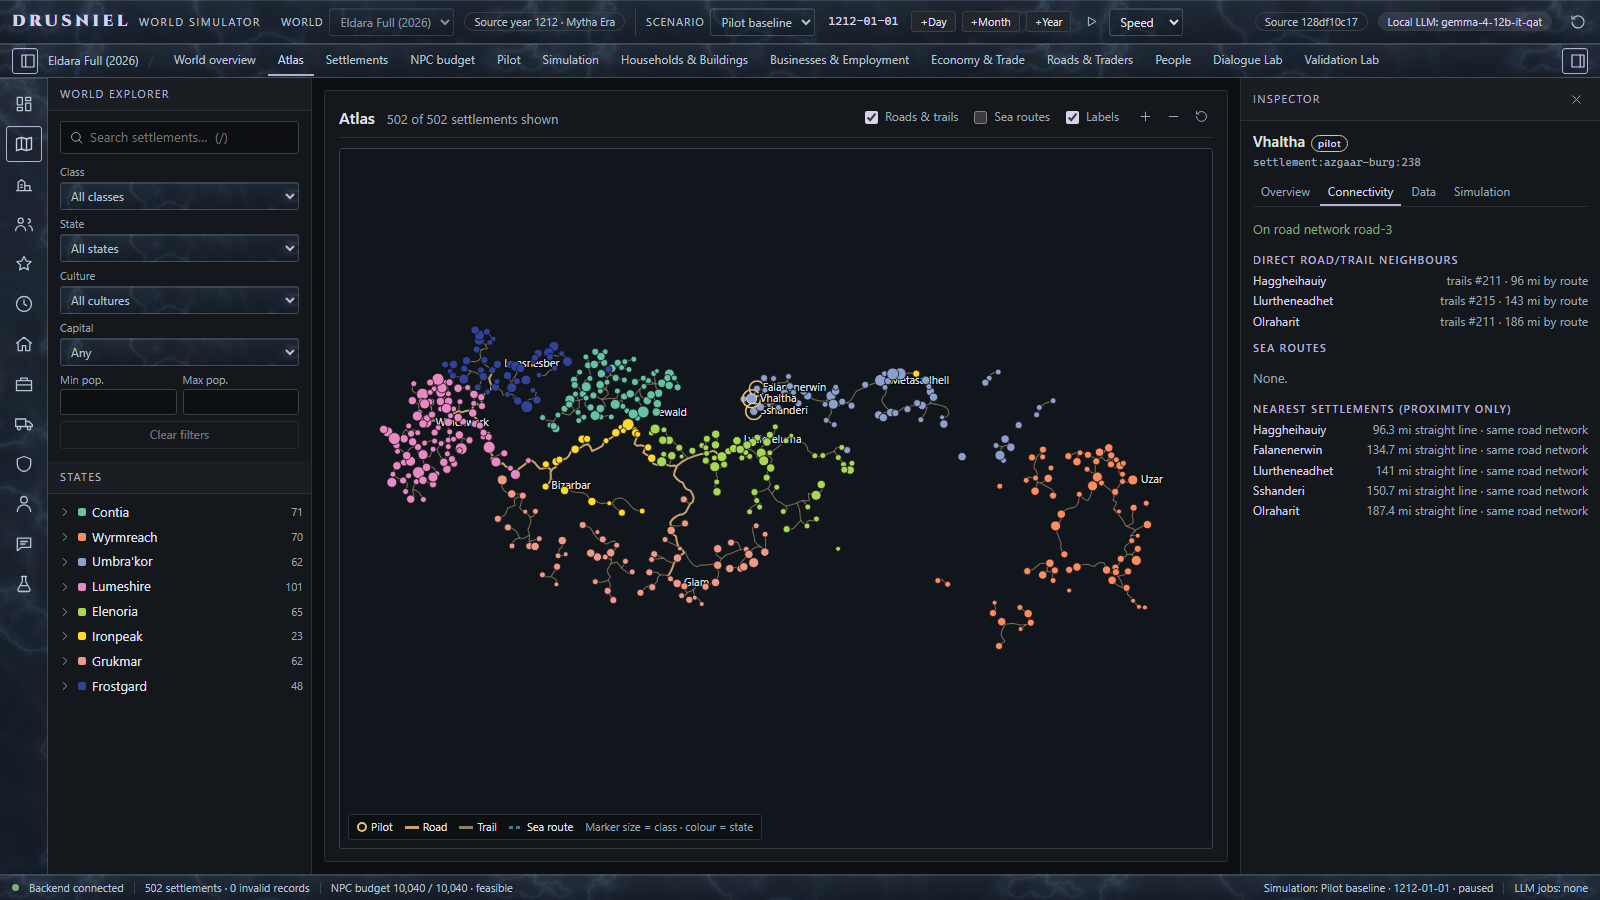 DRUSNIEL WORLD SIMULATOR WORLD Eldara Full (2026) Source year 1212 · Mytha Era SCENARIO Pilot baseline 1212-01-01 +Day +Month +Year Speed Source 128df10c17 Local LLM: gemma-4-12b-it-qat
Eldara Full (2026) / World overview Atlas Settlements NPC budget Pilot Simulation Households & Buildings Businesses & Employment Economy & Trade Roads & Traders People Dialogue Lab Validation Lab
WORLD EXPLORER
Search settlements... (/)
Class
All classes
State
All states
Culture
All cultures
Capital
Any
Min pop. Max pop.
Clear filters
STATES
Contia 71
Wyrmreach 70
Umbra'kor 62
Lumeshire 101
Elenoria 65
Ironpeak 23
Grukmar 62
Frostgard 48
Atlas 502 of 502 settlements shown
Roads & trails Sea routes Labels
Falanenerwin
Vhaltha
Sshanderi
ewald
Bizarbar
Uzar
Glam
Pilot Road Trail Sea route Marker size = class · colour = state
INSPECTOR
Vhaltha pilot
settlement:azgaar-burg:238
Overview Connectivity Data Simulation
On road network road-3
DIRECT ROAD/TRAIL NEIGHBOURS
Haggheihauiy trails #211 · 96 mi by route
Llurtheneadhet trails #215 · 143 mi by route
Olraharit trails #211 · 186 mi by route
SEA ROUTES
None.
NEAREST SETTLEMENTS (PROXIMITY ONLY)
Haggheihauiy 96.3 mi straight line · same road network
Falanenerwin 134.7 mi straight line · same road network
Llurtheneadhet 141 mi straight line · same road network
Sshanderi 150.7 mi straight line · same road network
Olraharit 187.4 mi straight line · same road network
Backend connected 502 settlements · 0 invalid records NPC budget 10,040 / 10,040 · feasible Simulation: Pilot baseline · 1212-01-01 · paused LLM jobs: none